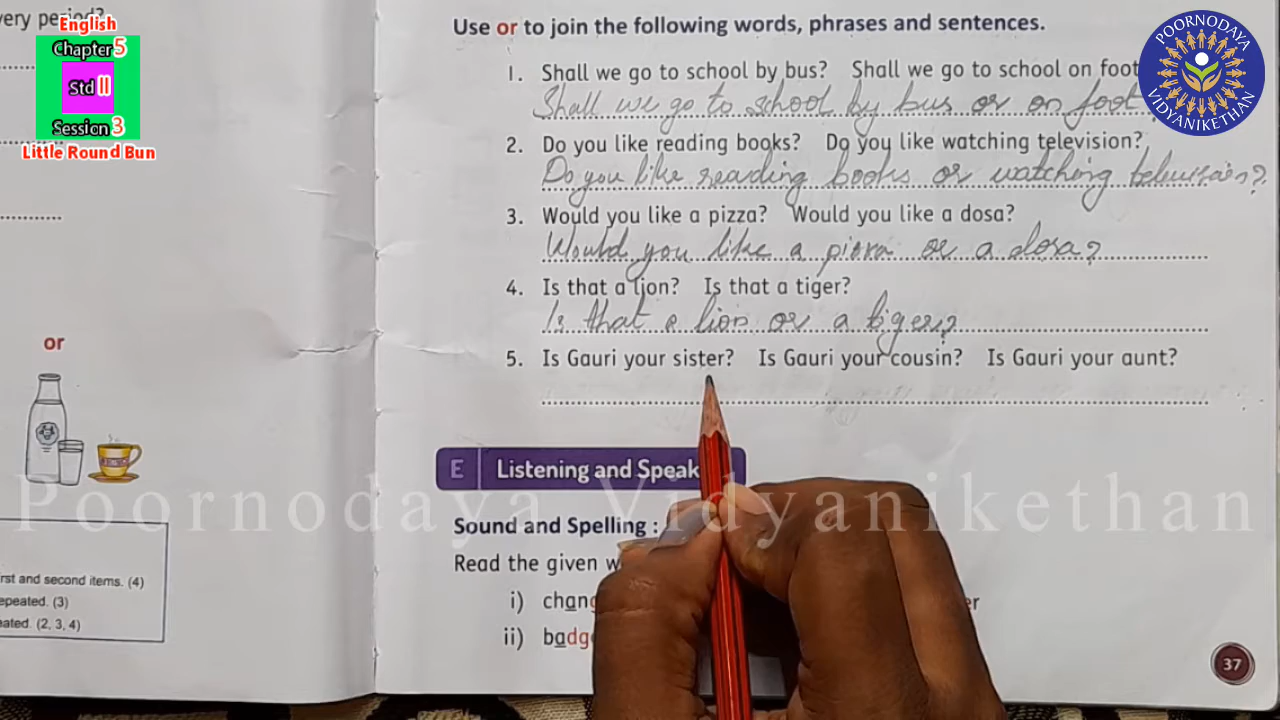 very period?
English
Chapter 5
Std II
Session 3
Little Round Bun
or
irst and second items. (4)
epeated. (3)
eated. (2, 3, 4)
Use or to join the following words, phrases and sentences.
1. Shall we go to school by bus? Shall we go to school on foot
Shall we go to school by bus or on foot
2. Do you like reading books? Do you like watching television?
Do you like reading books or watching television?
3. Would you like a pizza? Would you like a dosa?
Would you like a pizza or a dosa?
4. Is that a lion? Is that a tiger?
Is that a lion or a tiger?
5. Is Gauri your sister? Is Gauri your cousin? Is Gauri your aunt?
E Listening and Speak
Poornodaya Vidyanikethan
Sound and Spelling :
Read the given w
i) chang er
ii) badg
37
POORNODAYA
VIDYANIKETHAN